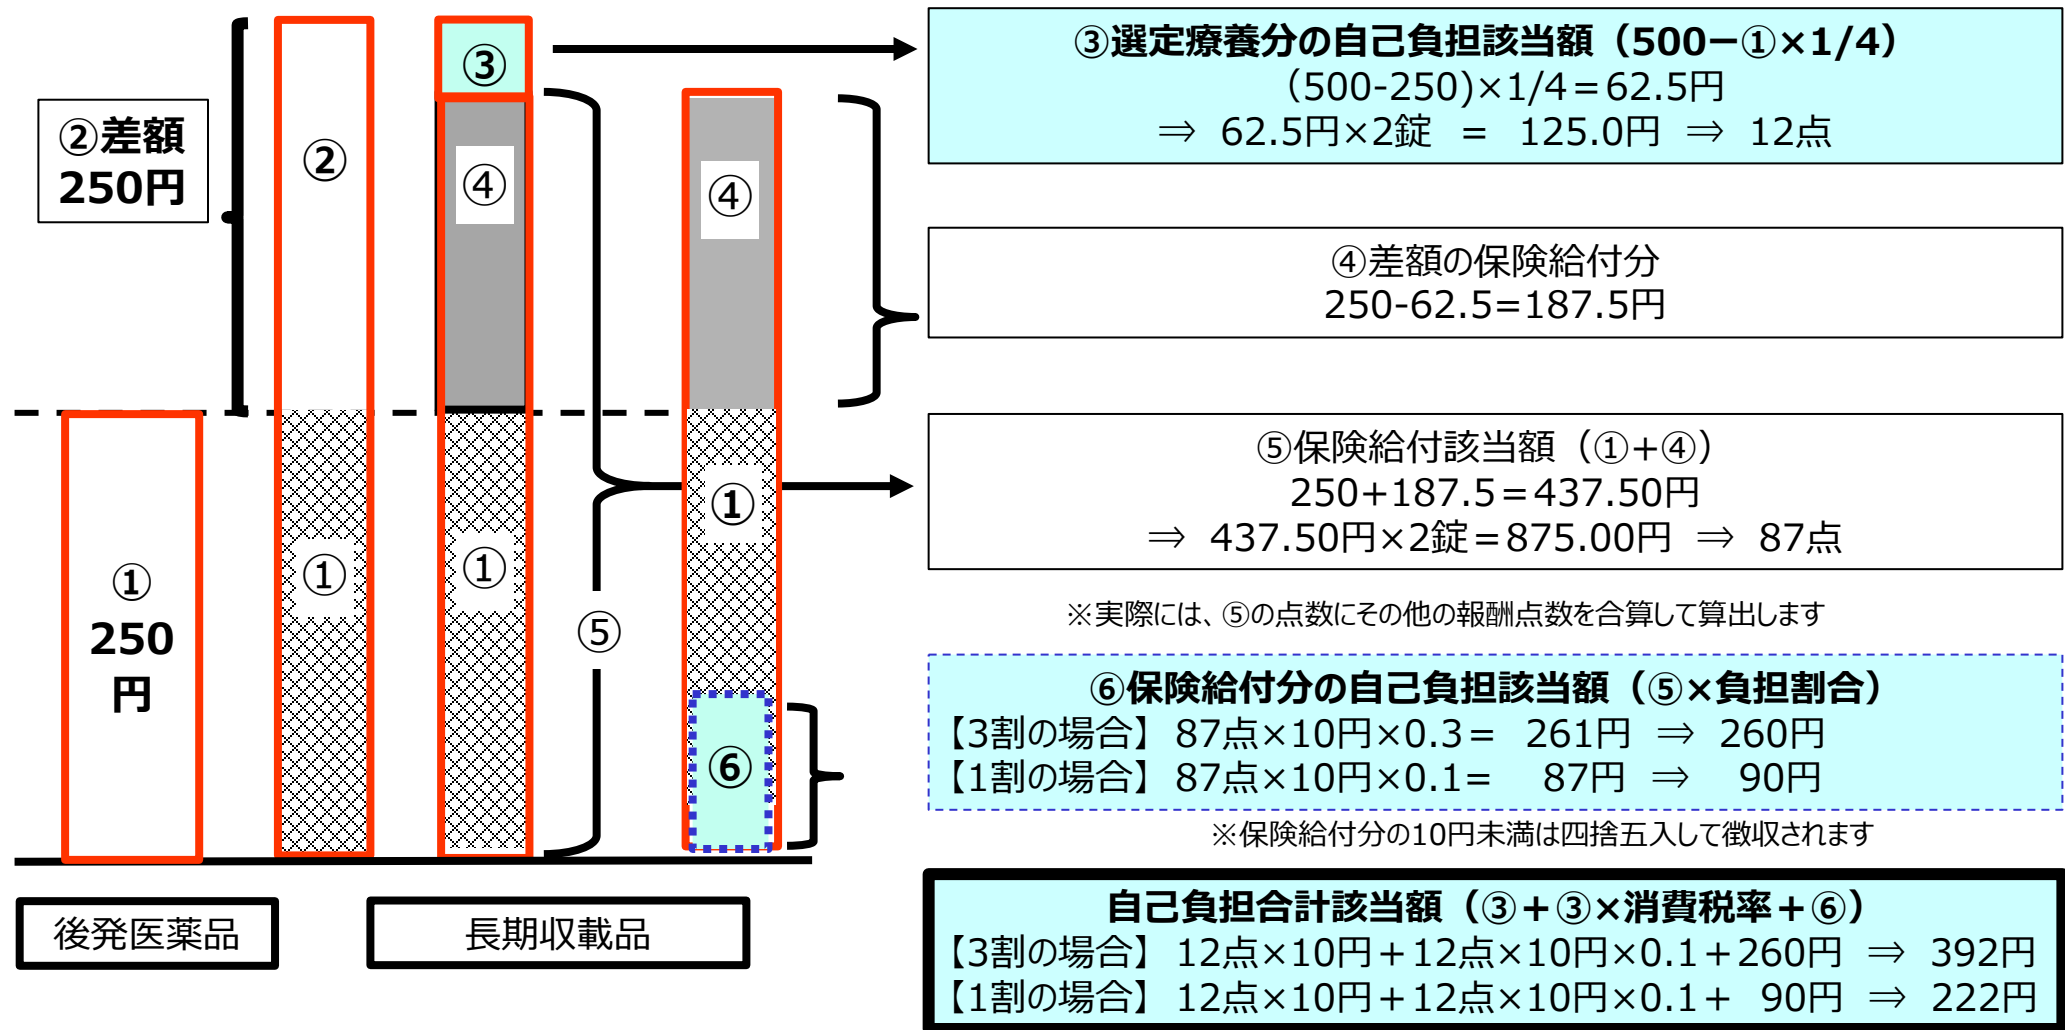 ②差額
250円
②
③
④
④
①
250
円
①
①
①
⑤
⑥
後発医薬品
長期収載品
③選定療養分の自己負担該当額（500−①×1/4）
(500-250)×1/4＝62.5円
⇒ 62.5円×2錠 ＝ 125.0円 ⇒ 12点
④差額の保険給付分
250-62.5=187.5円
⑤保険給付該当額（①+④）
250+187.5＝437.50円
⇒ 437.50円×2錠＝875.00円 ⇒ 87点
※実際には、⑤の点数にその他の報酬点数を合算して算出します
⑥保険給付分の自己負担該当額（⑤×負担割合）
【3割の場合】87点×10円×0.3＝ 261円 ⇒ 260円
【1割の場合】87点×10円×0.1＝ 87円 ⇒ 90円
※保険給付分の10円未満は四捨五入して徴収されます
自己負担合計該当額（③＋③×消費税率＋⑥）
【3割の場合】12点×10円＋12点×10円×0.1＋260円 ⇒ 392円
【1割の場合】12点×10円＋12点×10円×0.1＋ 90円 ⇒ 222円